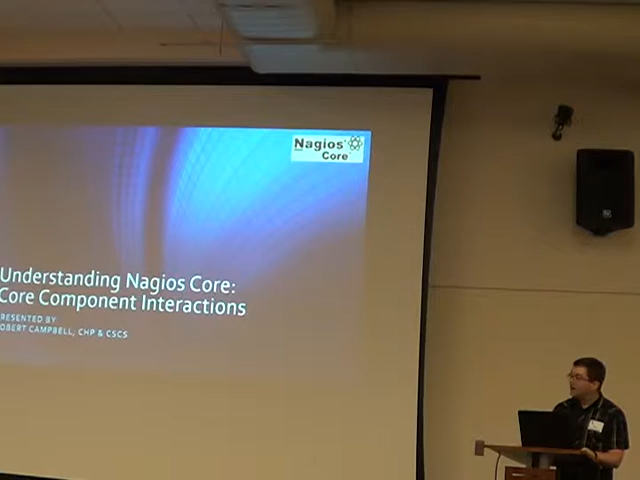 Nagios
Core
Understanding Nagios Core:
Core Component Interactions
RESENTED BY
OBERT CAMPBELL, CHP & CSCS